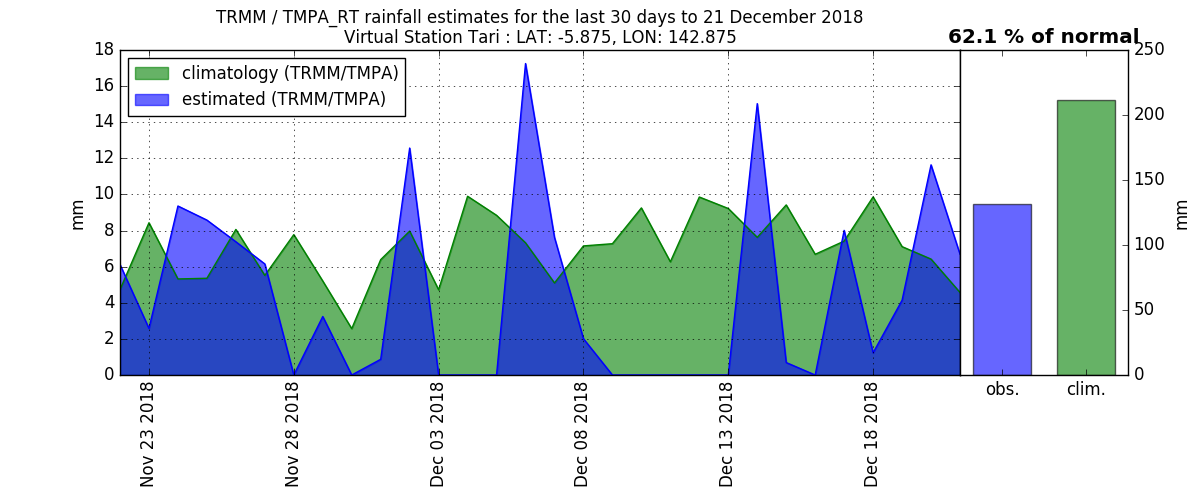 TRMM / TMPA_RT rainfall estimates for the last 30 days to 21 December 2018
Virtual Station Tari : LAT: -5.875, LON: 142.875
62.1 % of normal
climatology (TRMM/TMPA)
estimated (TRMM/TMPA)
mm
18
16
14
12
10
8
6
4
2
0
Nov 23 2018
Nov 28 2018
Dec 03 2018
Dec 08 2018
Dec 13 2018
Dec 18 2018
obs.
clim.
250
200
150
100
50
0
mm